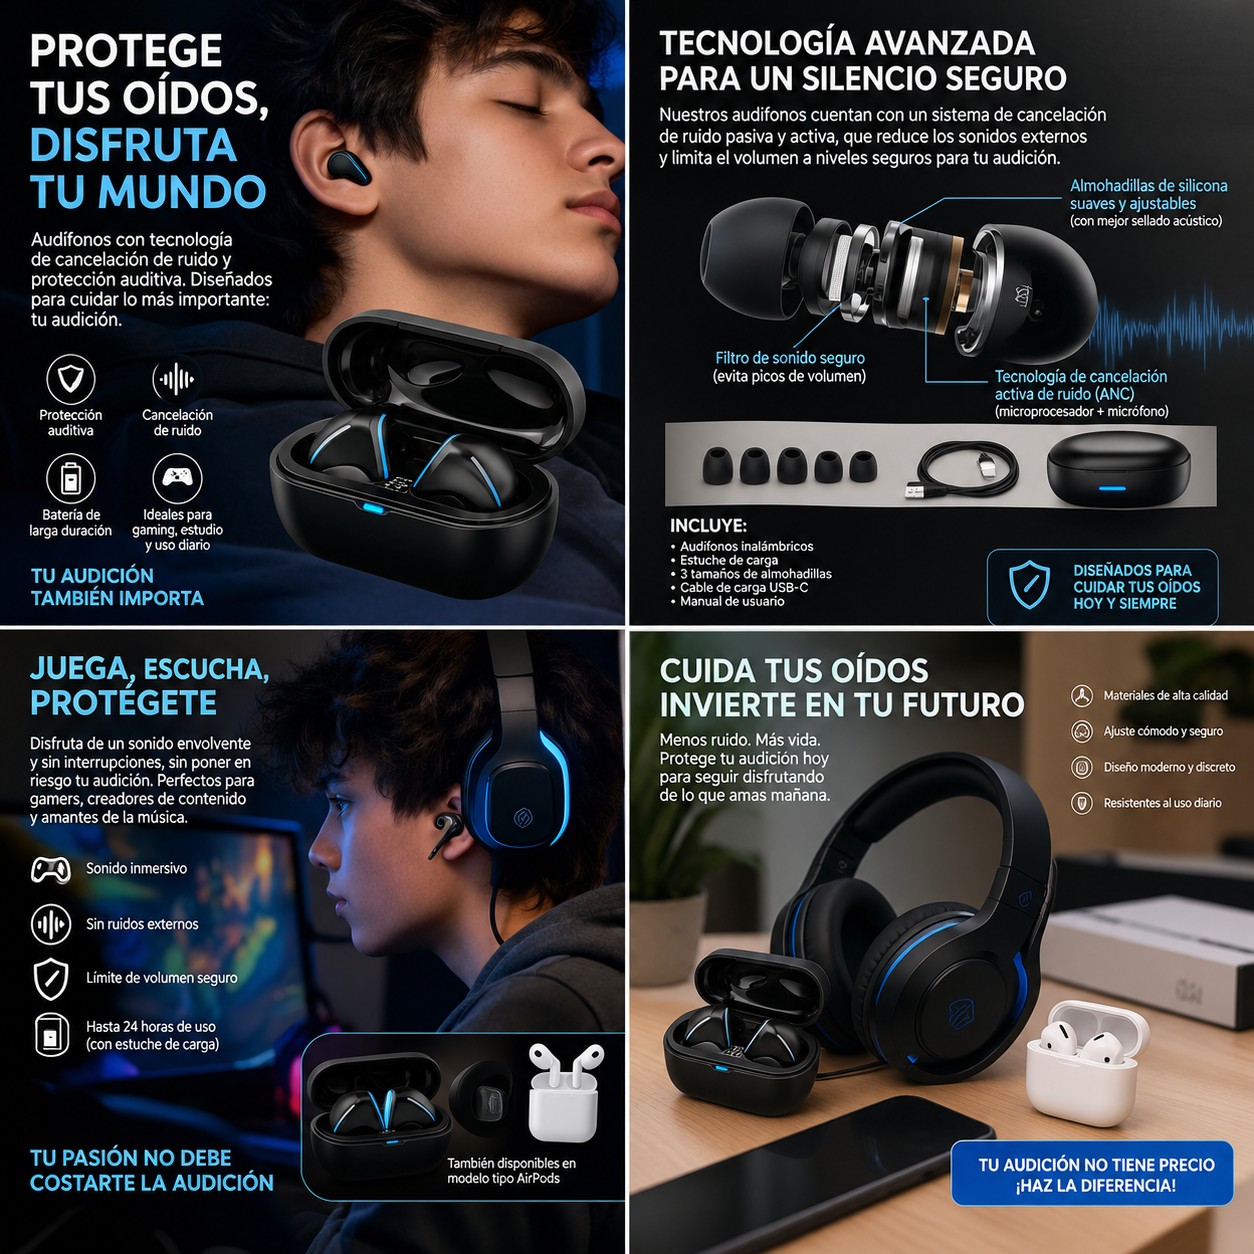 PROTEGE
TUS OÍDOS,
DISFRUTA
TU MUNDO
Audífonos con tecnología
de cancelación de ruido y
protección auditiva. Diseñados
para cuidar lo más importante:
tu audición.
Protección
auditiva
Cancelación
de ruido
Batería de
larga duración
Ideales para
gaming, estudio
y uso diario
TU AUDICIÓN
TAMBIÉN IMPORTA
TECNOLOGÍA AVANZADA
PARA UN SILENCIO SEGURO
Nuestros audifonos cuentan con un sistema de cancelación
de ruido pasiva y activa, que reduce los sonidos externos
y limita el volumen a niveles seguros para tu audición.
Almohadillas de silicona
suaves y ajustables
(con mejor sellado acústico)
Filtro de sonido seguro
(evita picos de volumen)
Tecnología de cancelación
activa de ruido (ANC)
(microprocesador + micrófono)
INCLUYE:
• Audífonos inalámbricos
• Estuche de carga
• 3 tamaños de almohadillas
• Cable de carga USB-C
• Manual de usuario
DISEÑADOS PARA
CUIDAR TUS OÍDOS
HOY Y SIEMPRE
JUEGA, ESCUCHA,
PROTÉGETE
Disfruta de un sonido envolvente
y sin interrupciones, sin poner en
riesgo tu audición. Perfectos para
gamers, creadores de contenido
y amantes de la música.
Sonido inmersivo
Sin ruidos externos
Límite de volumen seguro
Hasta 24 horas de uso
(con estuche de carga)
TU PASIÓN NO DEBE
COSTARTE LA AUDICIÓN
También disponibles en
modelo tipo AirPods
CUIDA TUS OÍDOS
INVIERTE EN TU FUTURO
Menos ruido. Más vida.
Protege tu audición hoy
para seguir disfrutando
de lo que amas mañana.
Materiales de alta calidad
Ajuste cómodo y seguro
Diseño moderno y discreto
Resistentes al uso diario
TU AUDICIÓN NO TIENE PRECIO
¡HAZ LA DIFERENCIA!